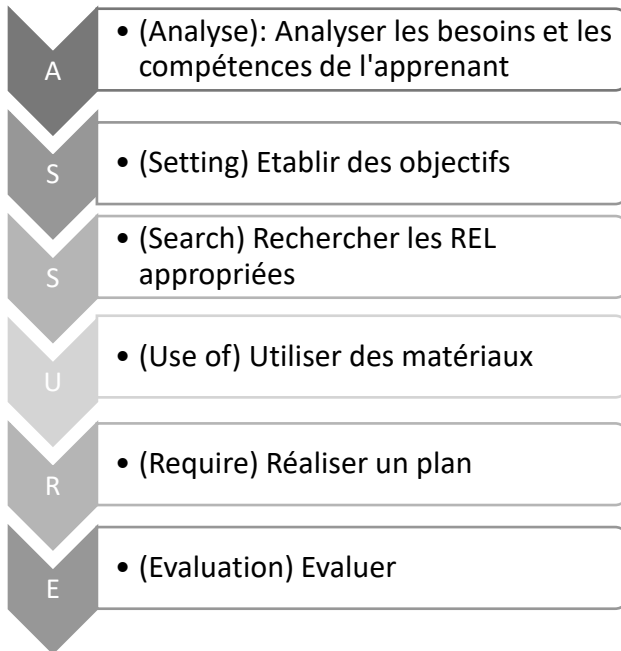 A
• (Analyse): Analyser les besoins et les
compétences de l'apprenant
S
• (Setting) Etablir des objectifs
S
• (Search) Rechercher les REL
appropriées
U
• (Use of) Utiliser des matériaux
R
• (Require) Réaliser un plan
E
• (Evaluation) Evaluer